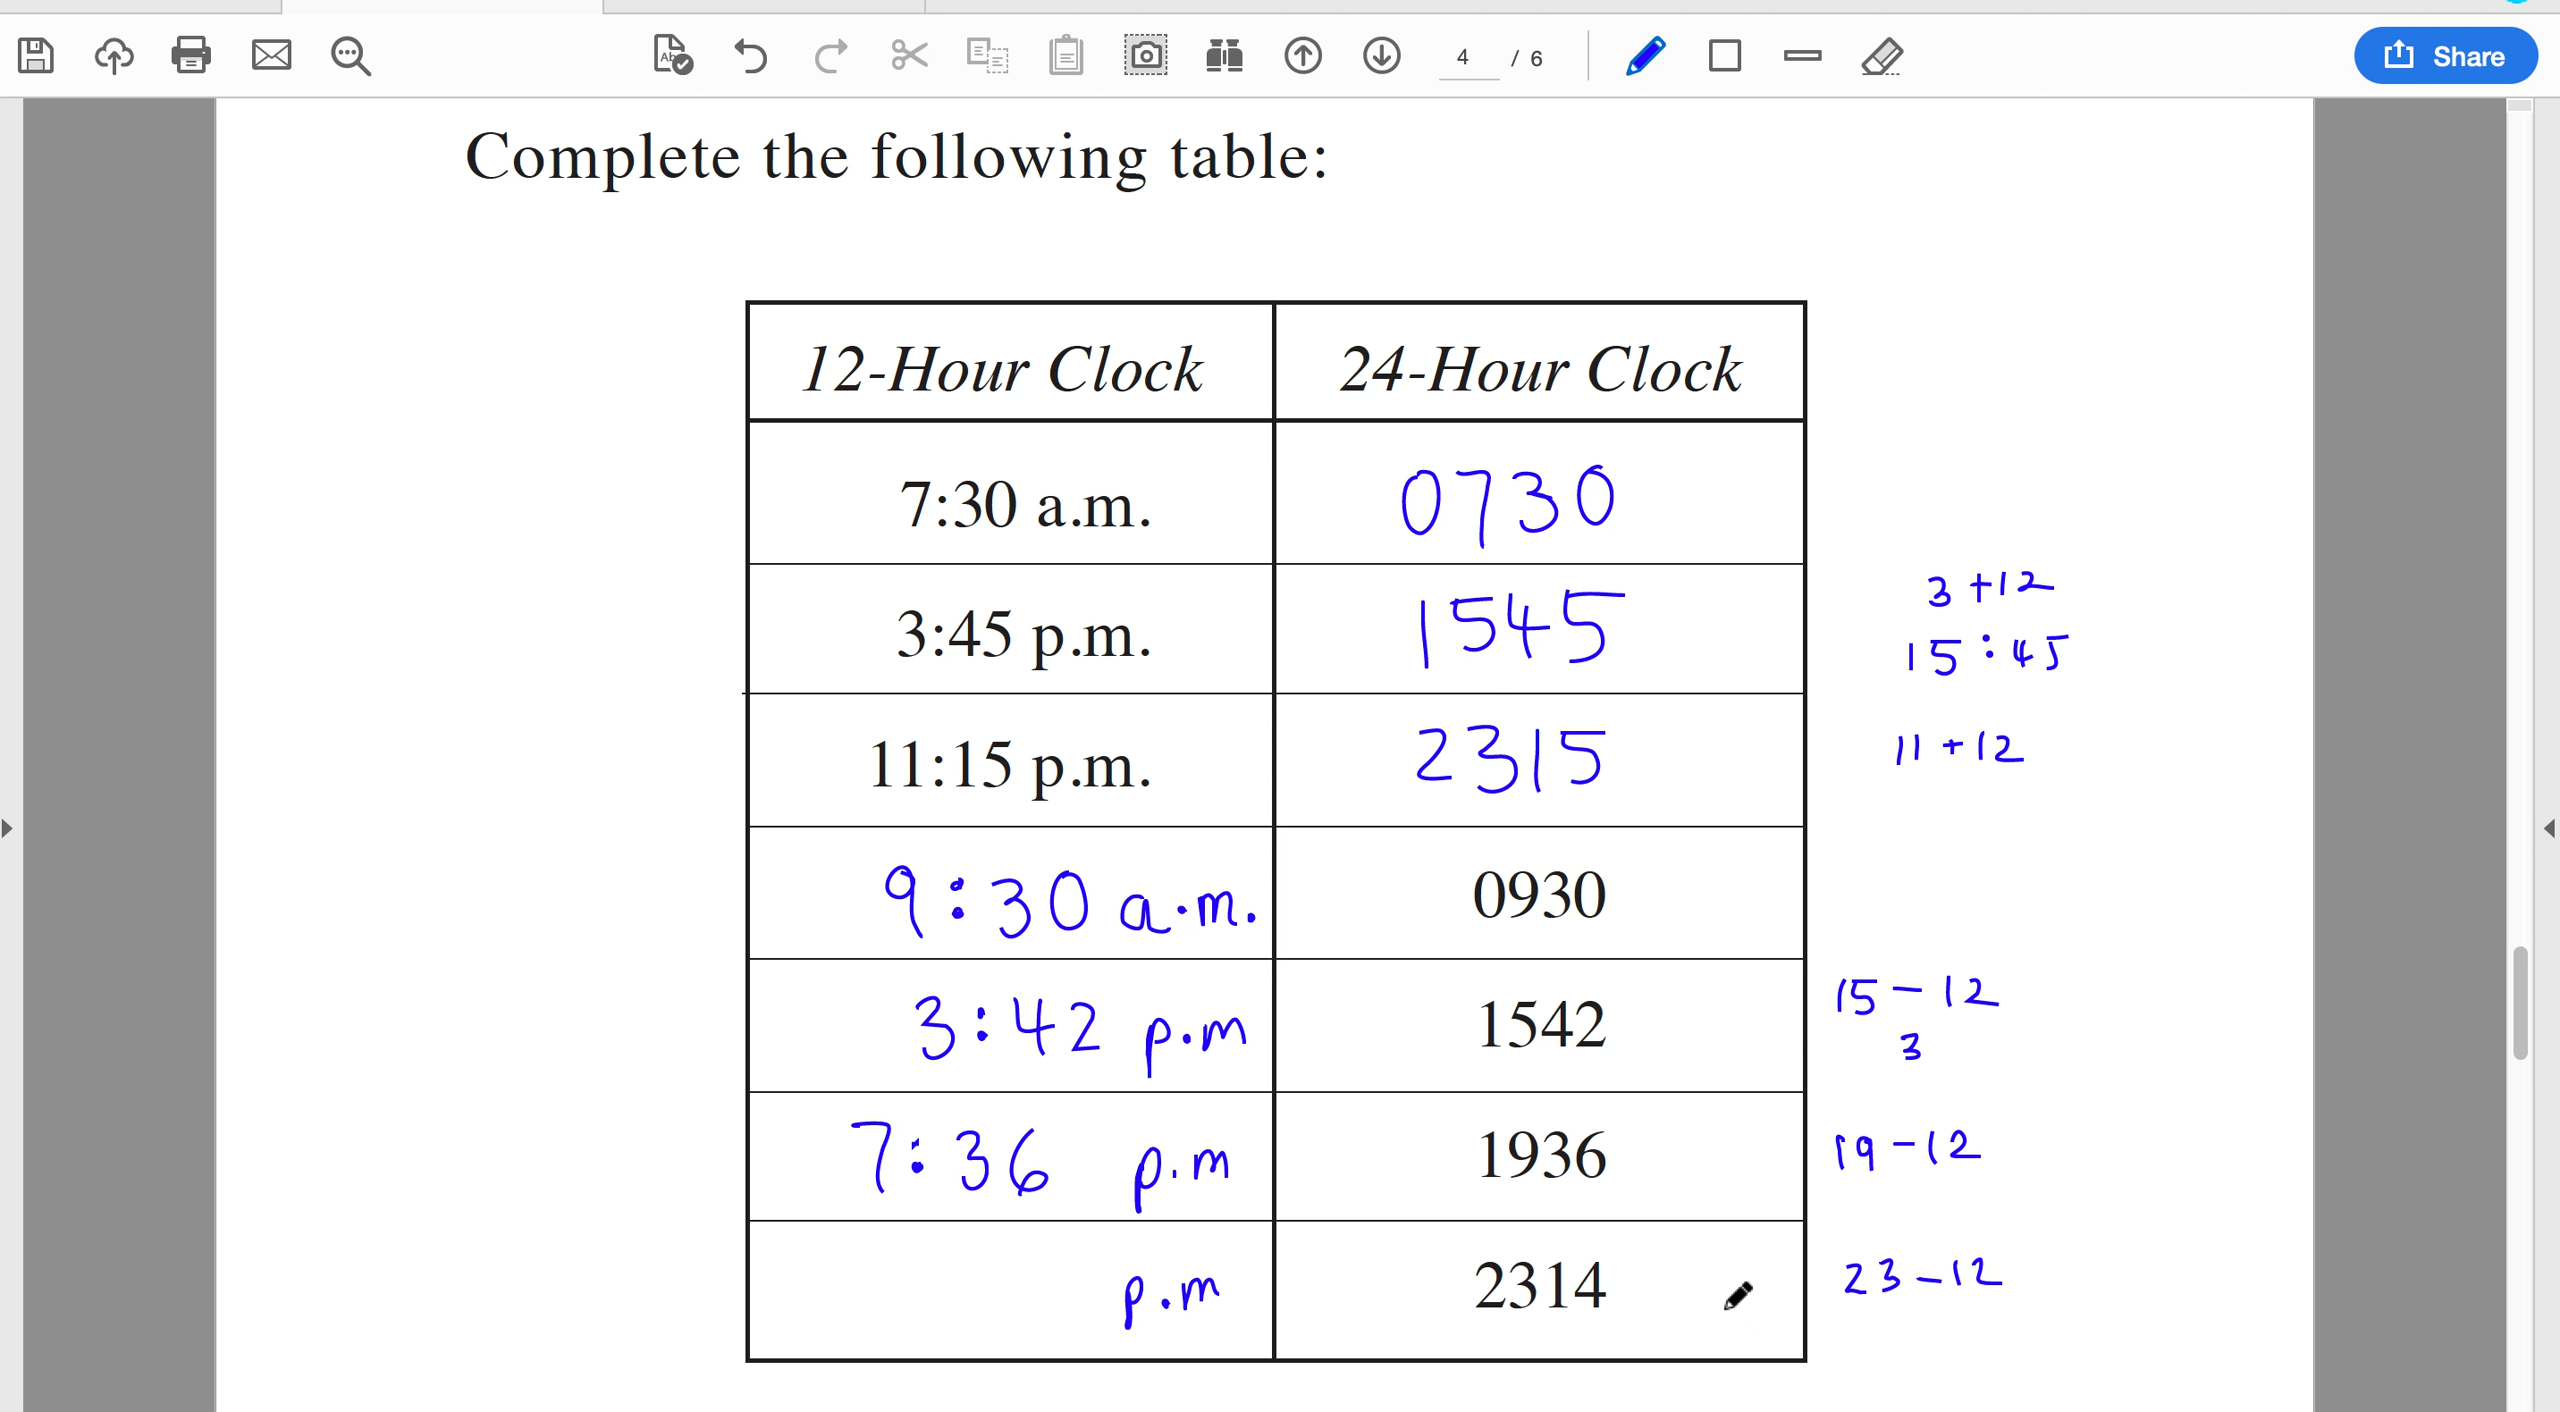 4 / 6
Share
Complete the following table:
12-Hour Clock 24-Hour Clock
7:30 a.m. 0730
3 +12
3:45 p.m. 1545
15:45
11:15 p.m. 2315 11+12
9:30 a.m. 0930
3:42 p.m 1542 15-12
3
7:36 p.m 1936 19-12
p.m 2314 23-12